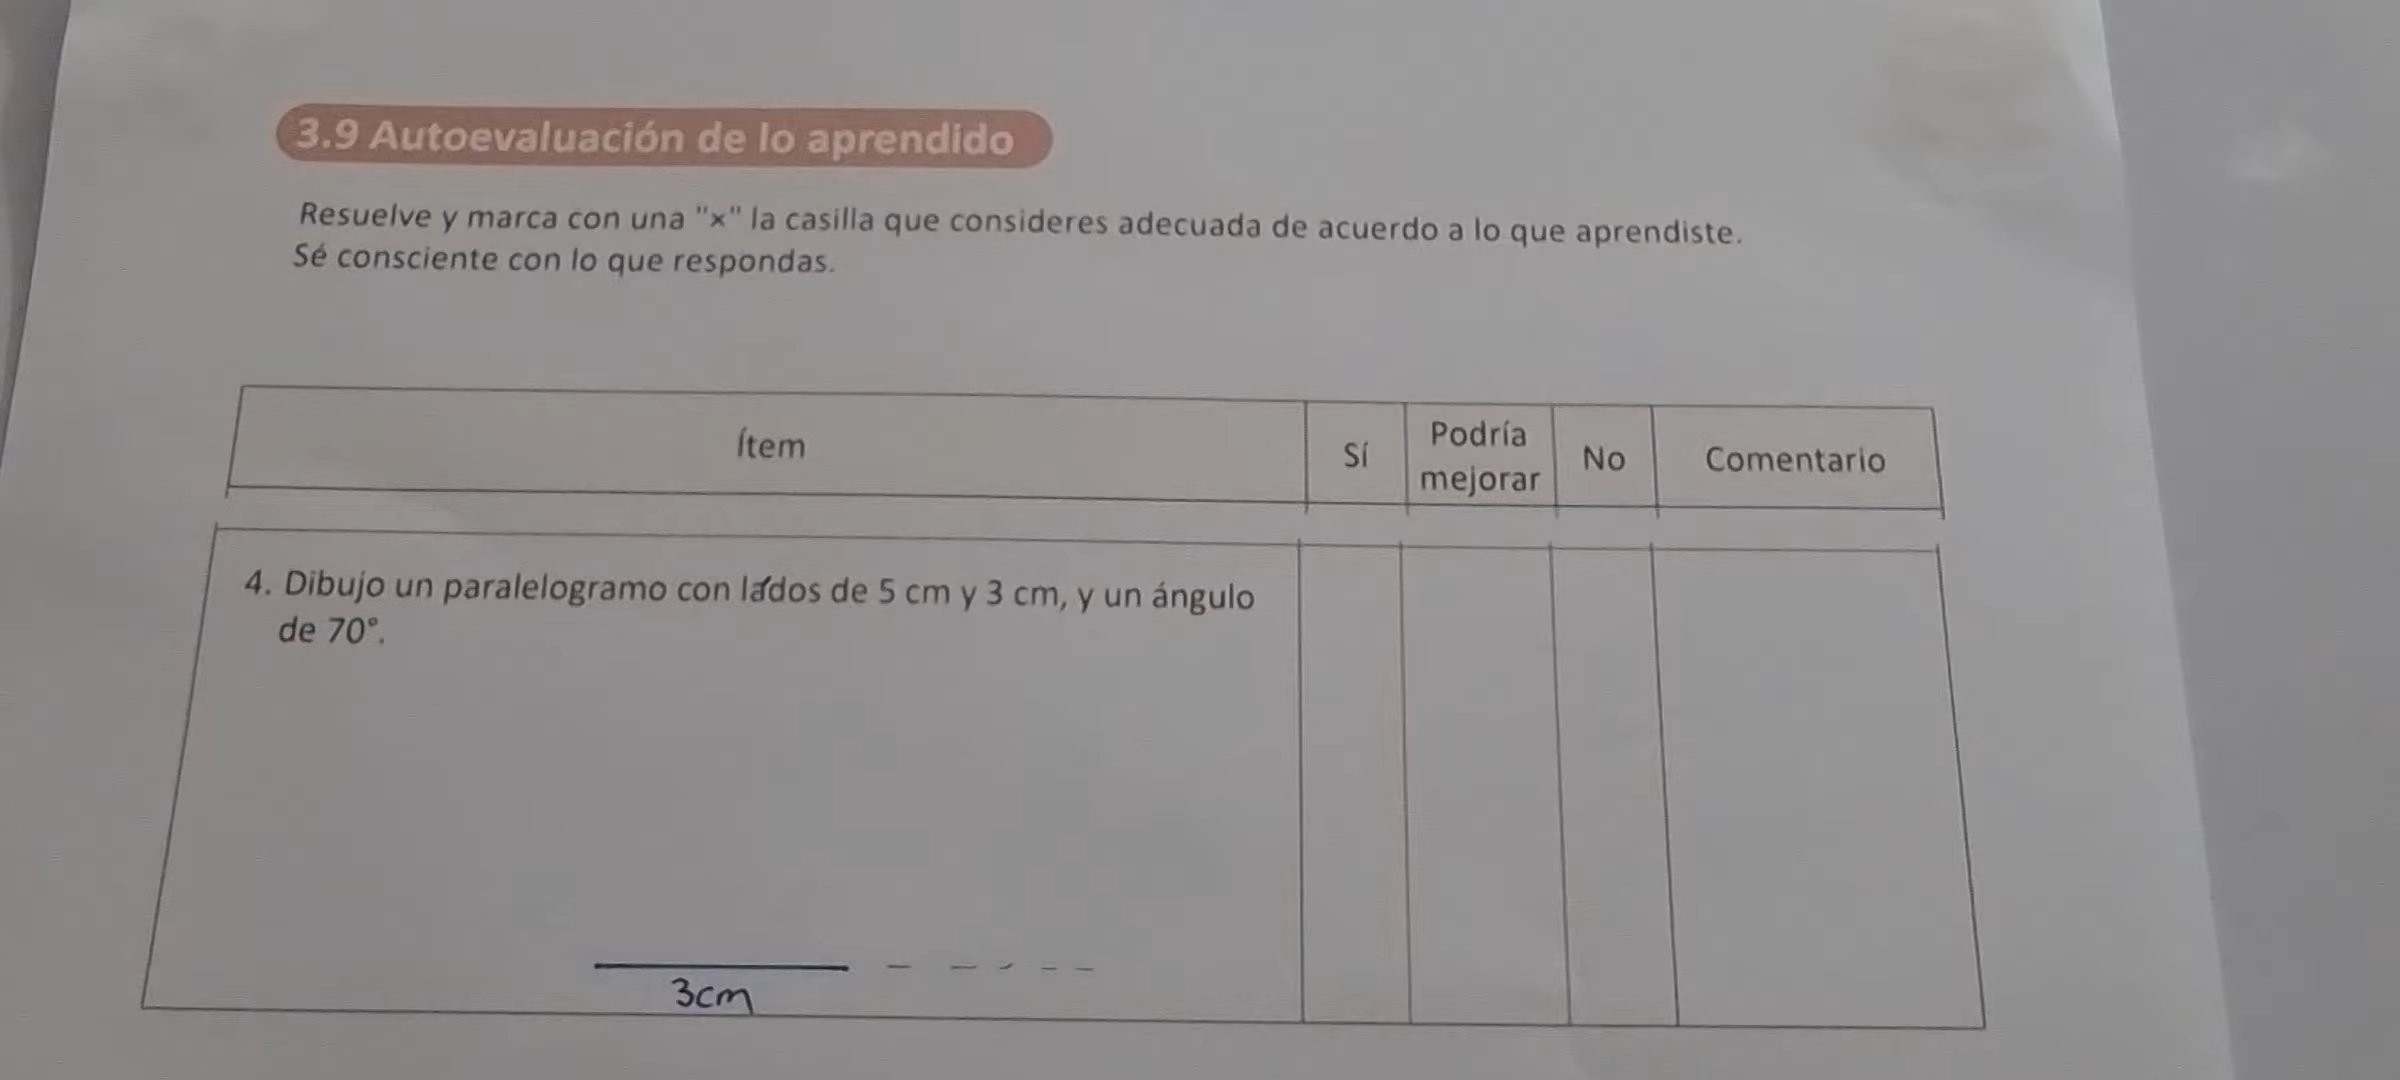 3.9 Autoevaluación de lo aprendido
Resuelve y marca con una "×" la casilla que consideres adecuada de acuerdo a lo que aprendiste.
Sé consciente con lo que respondas.
Ítem
Sí
Podría
mejorar
No
Comentario
4. Dibujo un paralelogramo con lados de 5 cm y 3 cm, y un ángulo
de 70°.
3cm